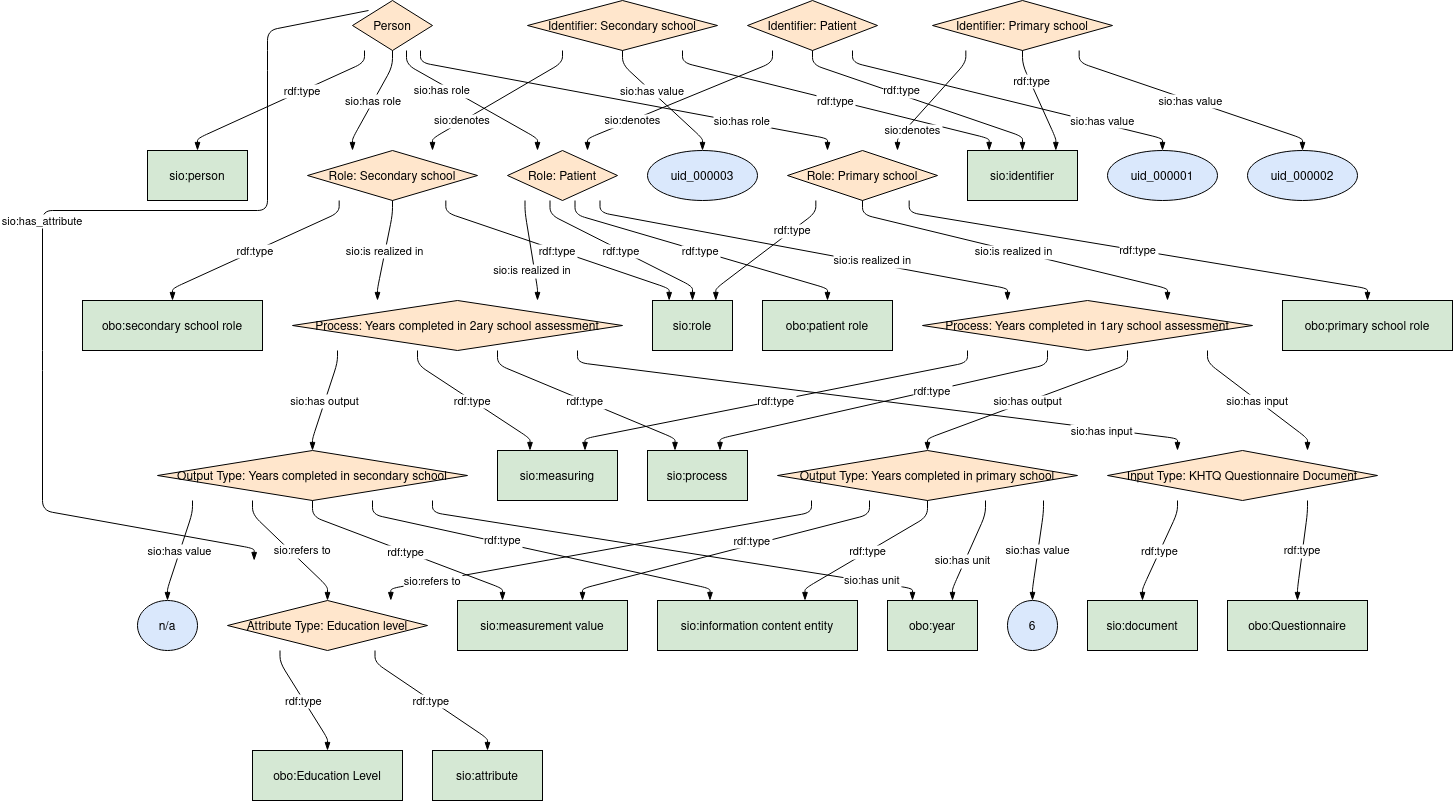 Person
Identifier: Secondary school
Identifier: Patient
Identifier: Primary school
rdf:type
sio:has role
sio:has role
sio:has value
rdf:type
rdf:type
rdf:type
sio:has value
sio:denotes
sio:denotes
sio:has role
sio:denotes
sio:has value
sio:person
Role: Secondary school
Role: Patient
uid_000003
Role: Primary school
sio:identifier
uid_000001
uid_000002
sio:has_attribute
rdf:type
sio:is realized in
sio:is realized in
rdf:type
rdf:type
rdf:type
rdf:type
sio:is realized in
sio:is realized in
rdf:type
obo:secondary school role
Process: Years completed in 2ary school assessment
sio:role
obo:patient role
Process: Years completed in 1ary school assessment
obo:primary school role
sio:has output
rdf:type
rdf:type
rdf:type
rdf:type
sio:has output
sio:has input
sio:has input
Output Type: Years completed in secondary school
sio:measuring
sio:process
Output Type: Years completed in primary school
Input Type: KHTQ Questionnaire Document
sio:has value
sio:refers to
rdf:type
rdf:type
sio:refers to
rdf:type
rdf:type
sio:has unit
sio:has unit
sio:has value
rdf:type
rdf:type
n/a
Attribute Type: Education level
sio:measurement value
sio:information content entity
obo:year
6
sio:document
obo:Questionnaire
rdf:type
rdf:type
obo:Education Level
sio:attribute